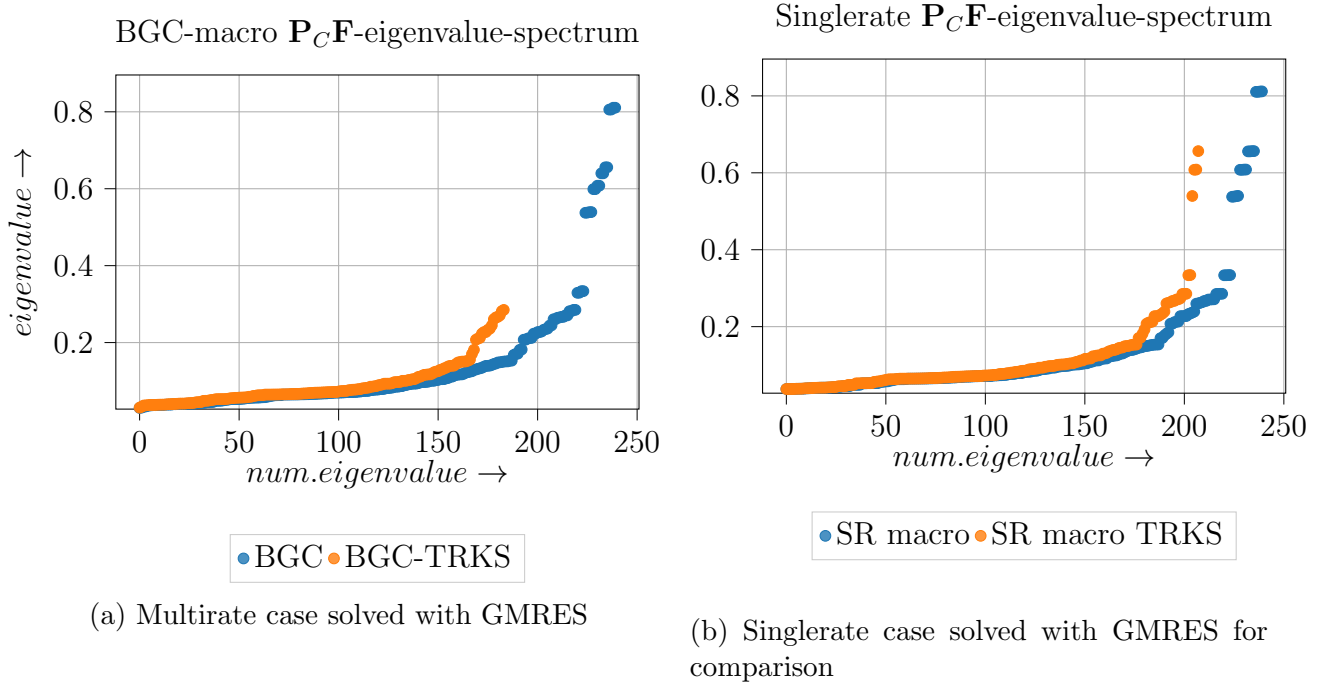 BGC-macro P_C F-eigenvalue-spectrum
0.8
0.6
0.4
0.2
eigenvalue →
0 50 100 150 200 250
num.eigenvalue →
BGC BGC-TRKS
(a) Multirate case solved with GMRES
Singlerate P_C F-eigenvalue-spectrum
0.8
0.6
0.4
0.2
0 50 100 150 200 250
num.eigenvalue →
SR macro SR macro TRKS
(b) Singlerate case solved with GMRES for
comparison